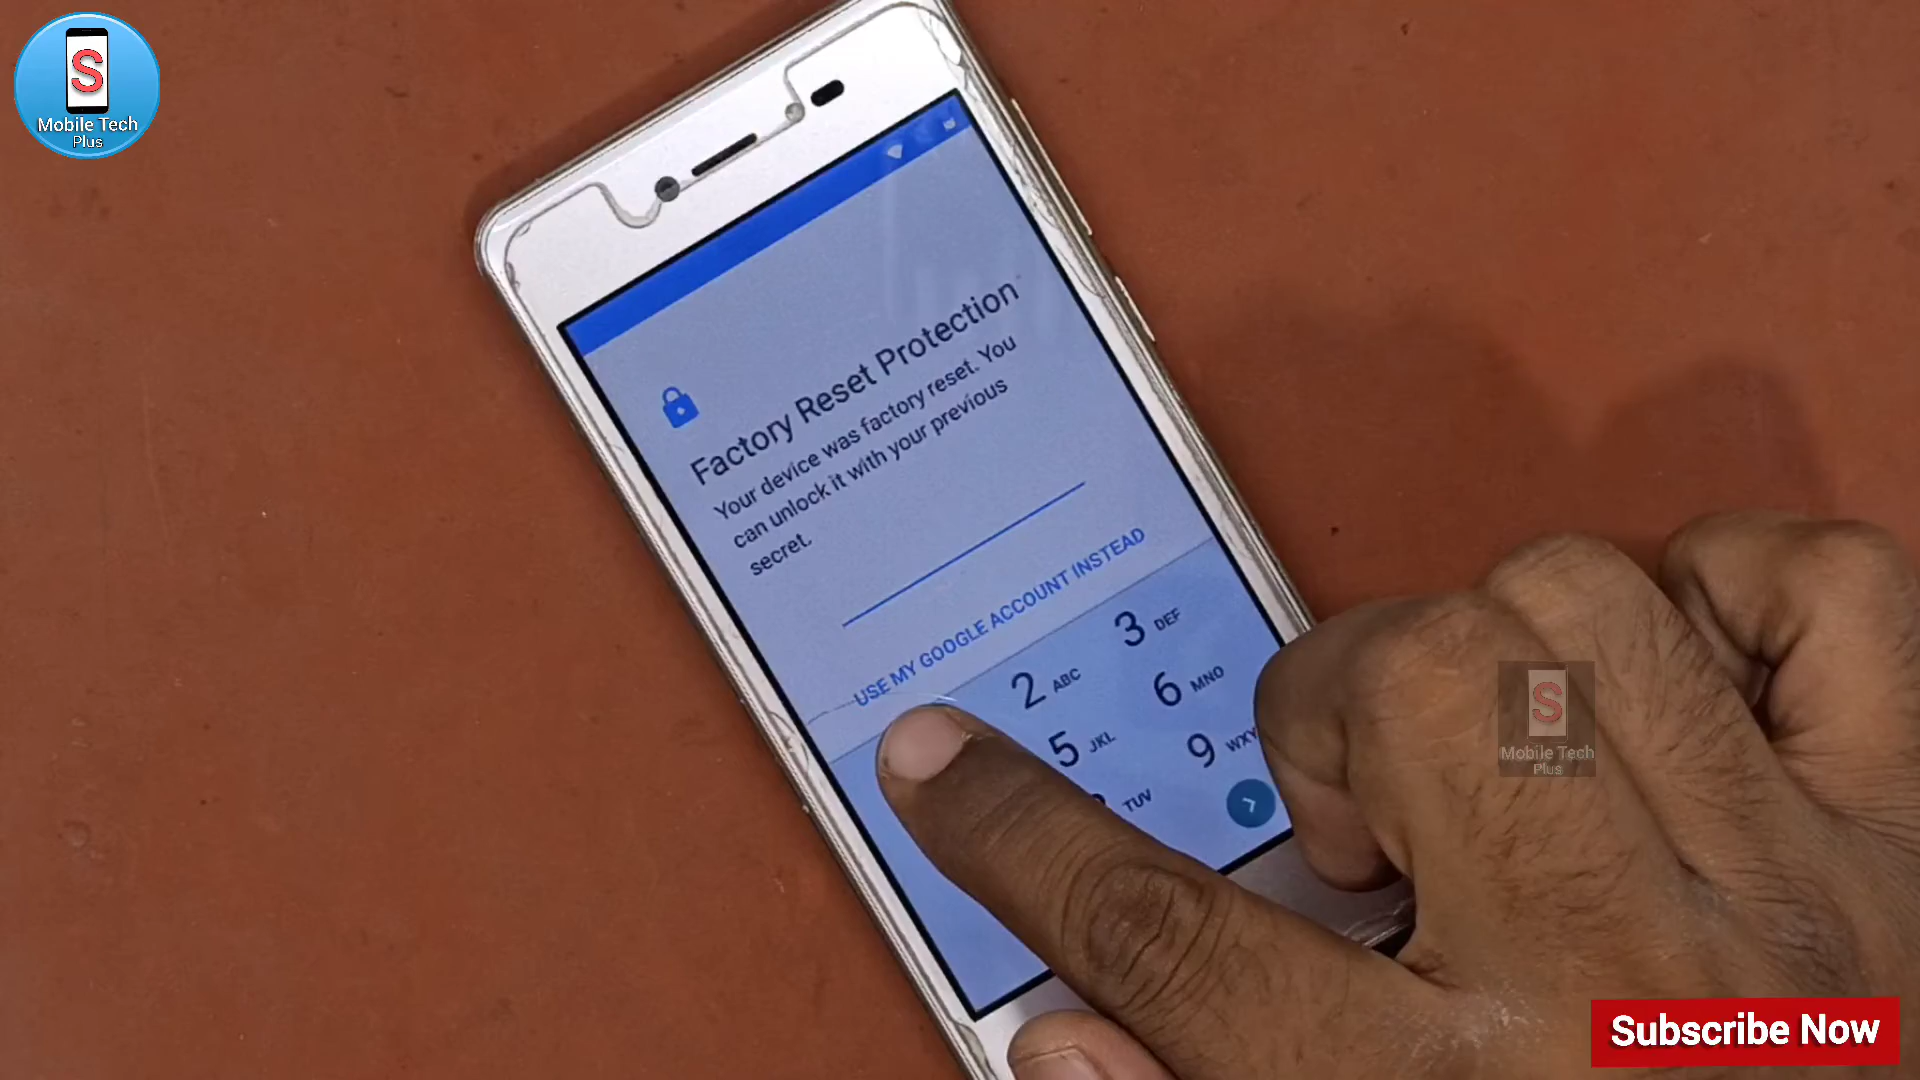 S
Mobile Tech
Plus
Factory Reset Protection
Your device was factory reset. You
can unlock it with your previous
secret.
USE MY GOOGLE ACCOUNT INSTEAD
2 ABC
3 DEF
5 JKL
6 MNO
TUV
9 WXY
S
Mobile Tech
Plus
Subscribe Now